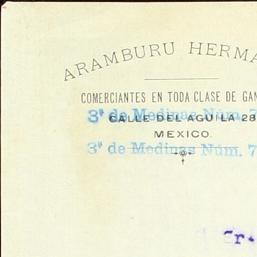 ARAMBURU HERMA
COMERCIANTES EN TODA CLASE DE GAN
3ª de Medinas Núm. 7
CALLE DEL AGUILA 28
MEXICO.
3ª de Medinas Núm. 7
r.